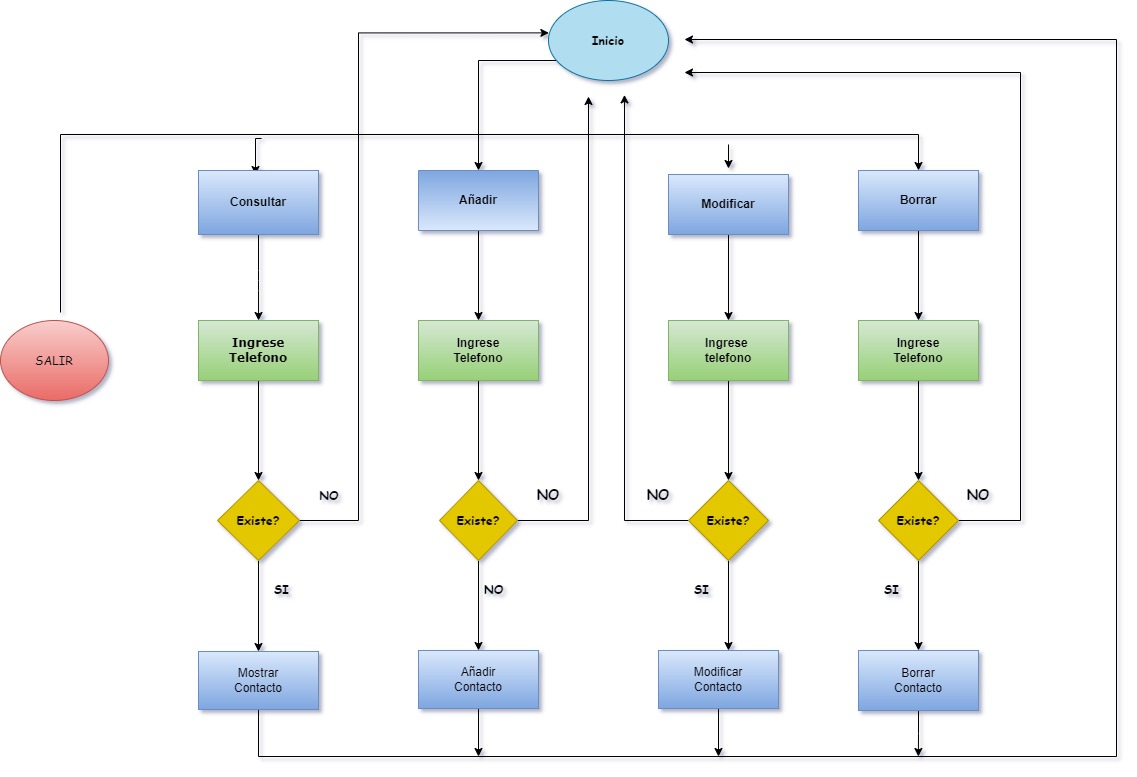 Inicio
Consultar
Añadir
Modificar
Borrar
SALIR
Ingrese
Telefono
Ingrese
Telefono
Ingrese
telefono
Ingrese
Telefono
NO
NO
NO
NO
Existe?
Existe?
Existe?
Existe?
SI
NO
SI
SI
Mostrar
Contacto
Añadir
Contacto
Modificar
Contacto
Borrar
Contacto